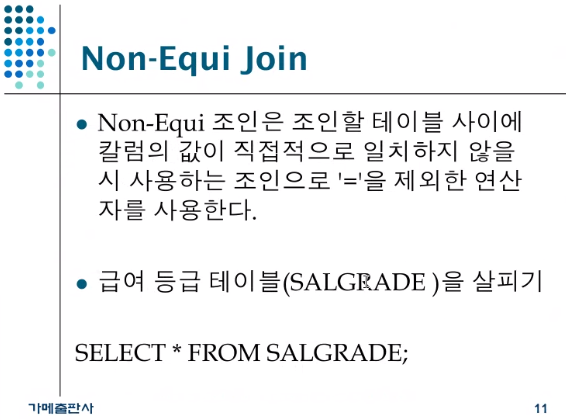 Non-Equi Join
● Non-Equi 조인은 조인할 테이블 사이에
칼럼의 값이 직접적으로 일치하지 않을
시 사용하는 조인으로 '='을 제외한 연산
자를 사용한다.
● 급여 등급 테이블(SALGRADE )을 살피기
SELECT * FROM SALGRADE;
가메출판사
11